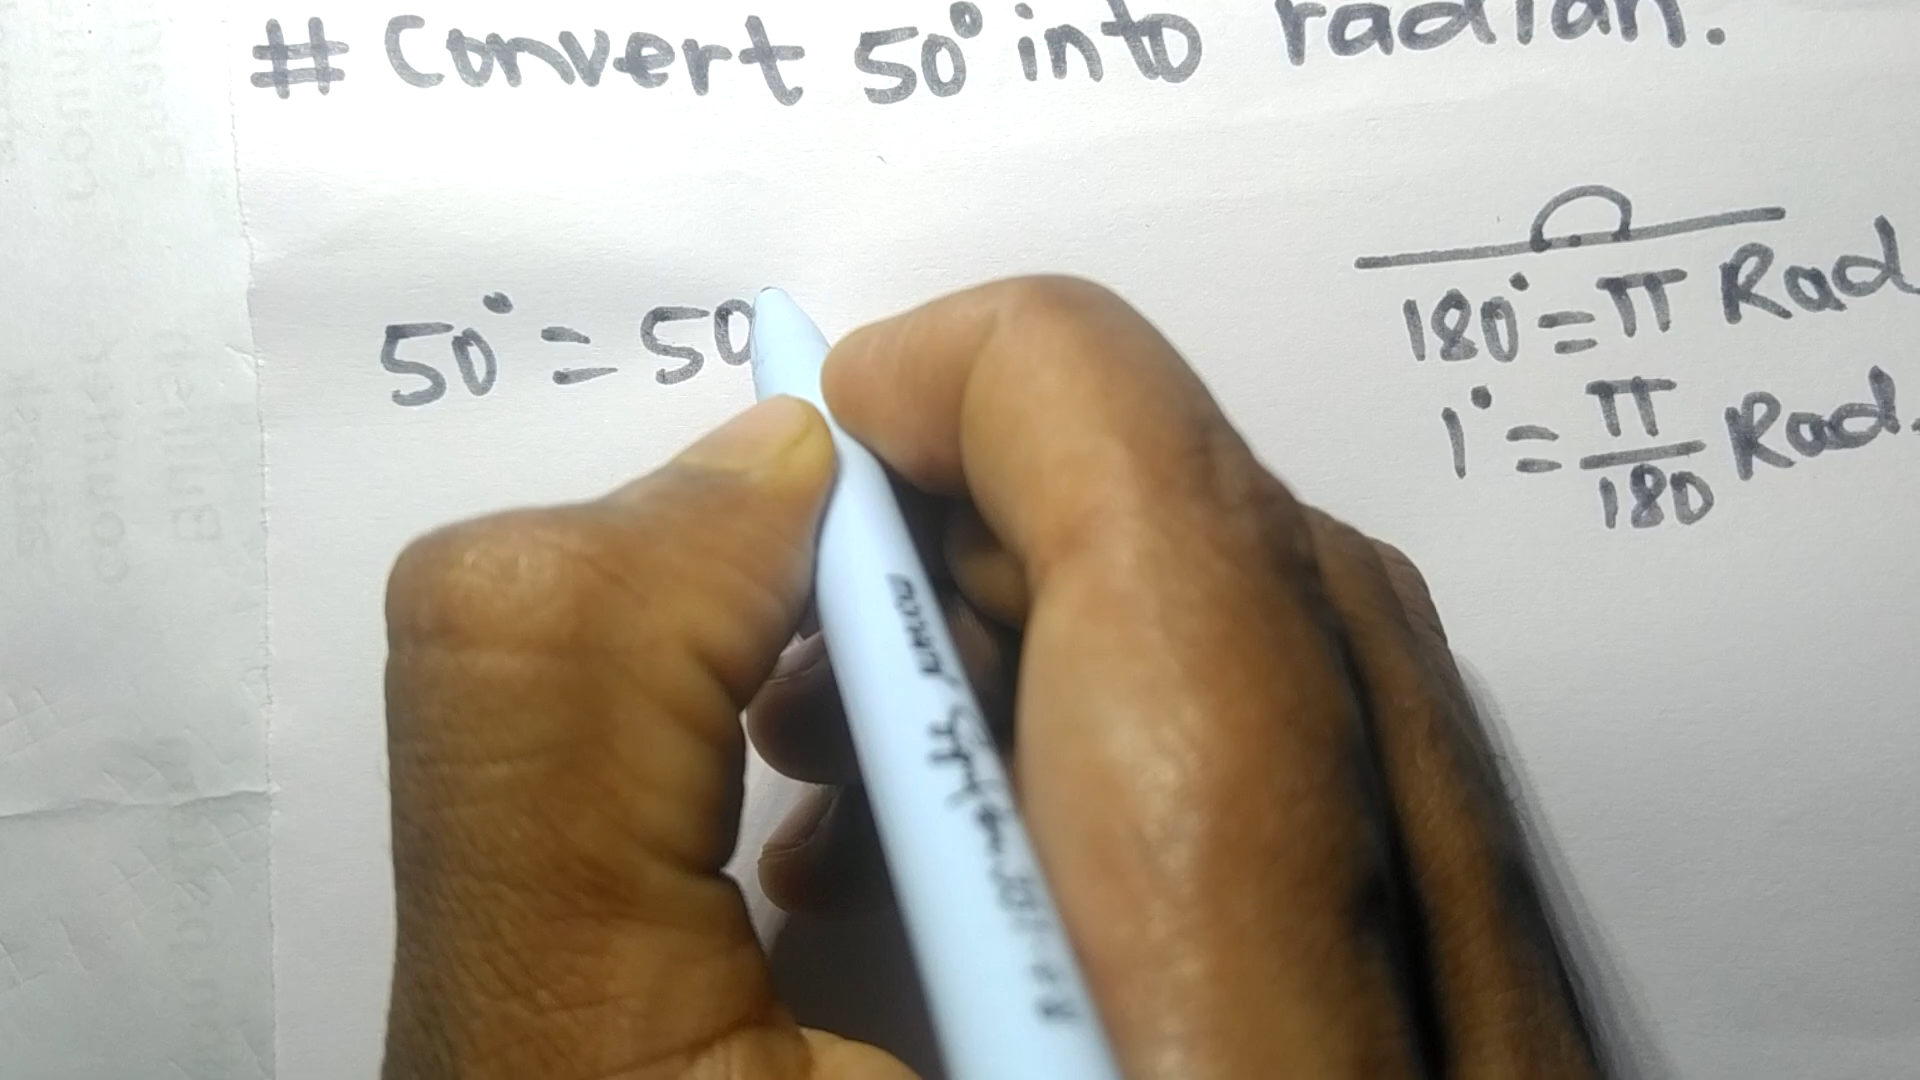 # Convert 50° into radian.
50° = 50
180° = π Rad
1° = π/180 Rad.